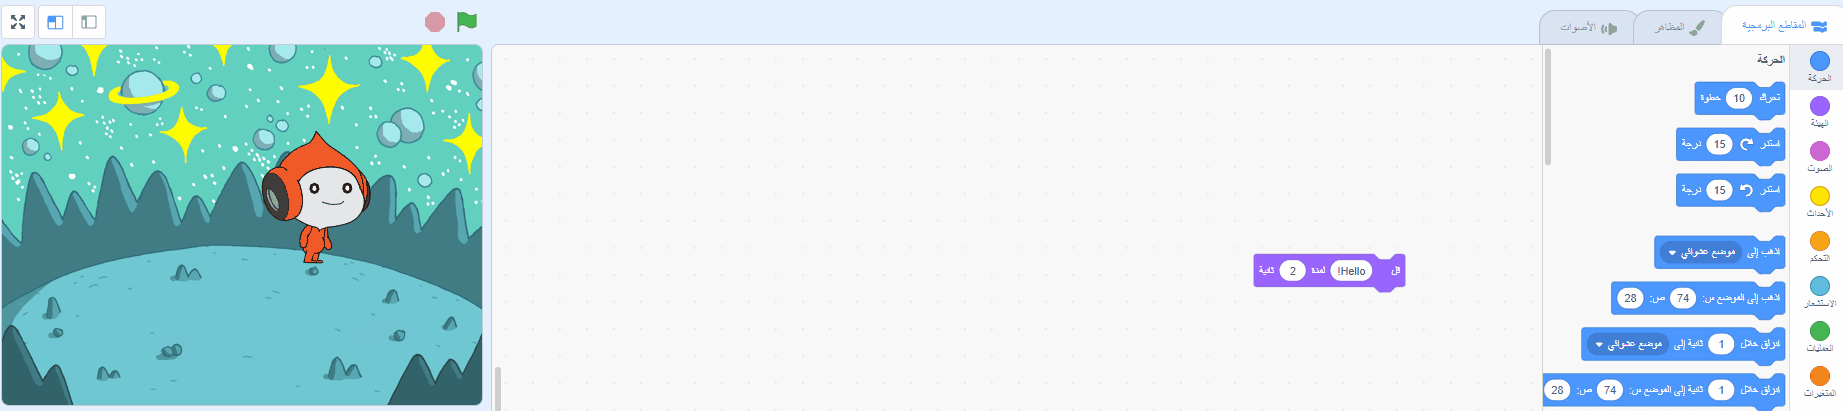 المقاطع البرمجية
المظاهر
الأصوات
الحركة
الهيئة
الصوت
الأحداث
التحكم
الاستشعار
العمليات
المتغيرات
الحركة
تحرك 10 خطوة
استدر 15 درجة
استدر 15 درجة
اذهب إلى موضع عشوائي
اذهب إلى الموضع س: 74 ص: 28
انزلق خلال 1 ثانية إلى موضع عشوائي
انزلق خلال 1 ثانية إلى الموضع س: 74 ص: 28
قل Hello! لمدة 2 ثانية